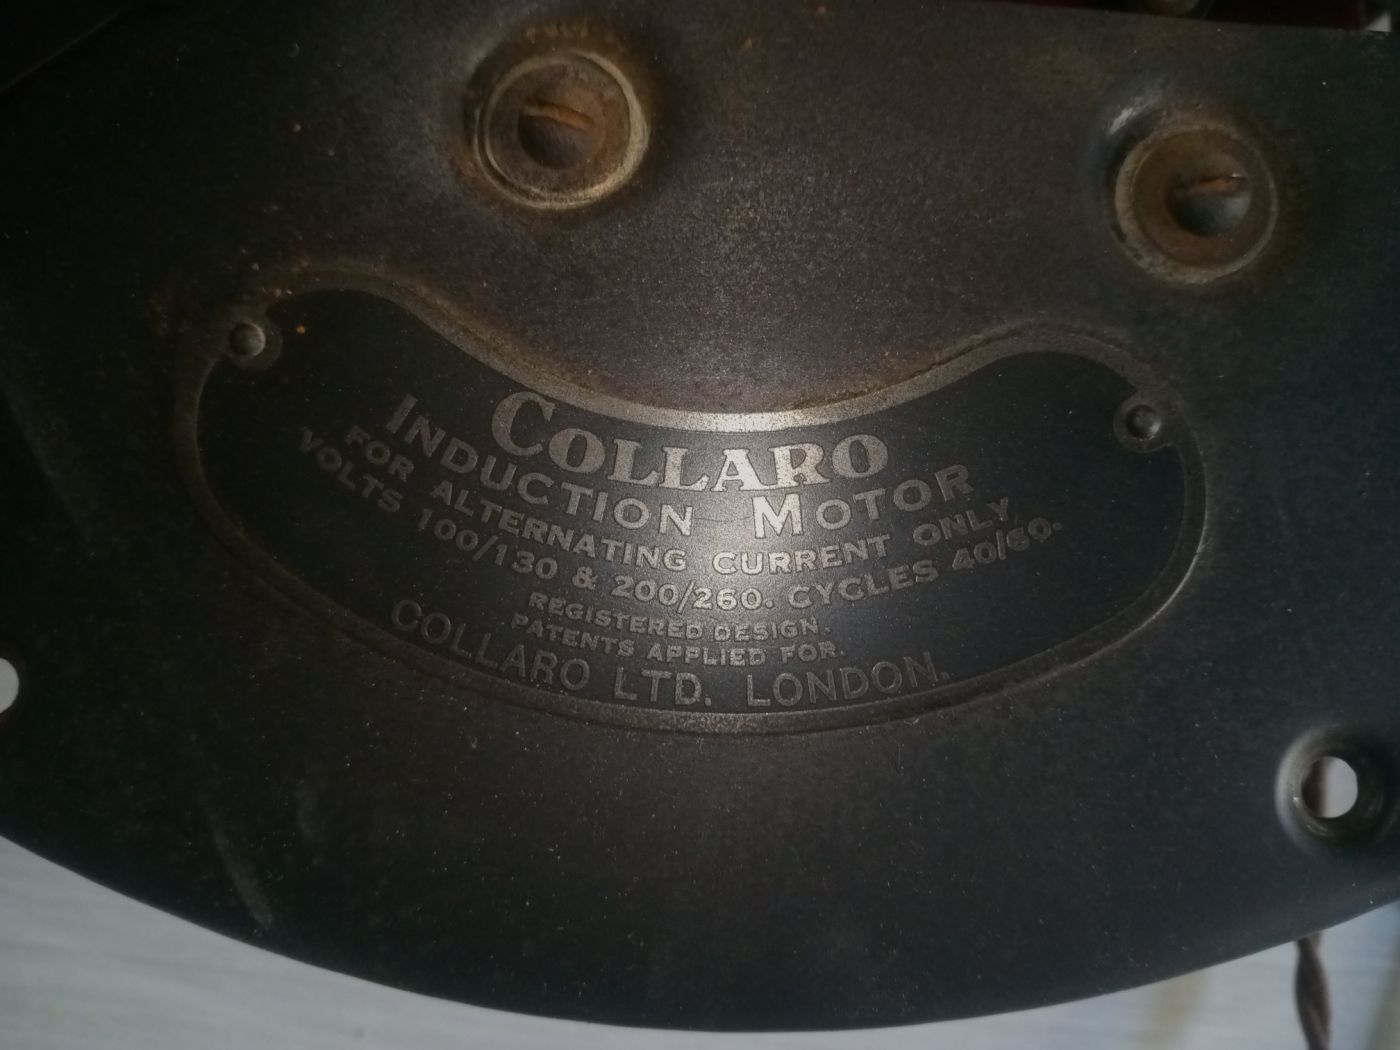 COLLARO
INDUCTION MOTOR
FOR ALTERNATING CURRENT ONLY
VOLTS 100/130 & 200/260. CYCLES 40/60.
REGISTERED DESIGN.
PATENTS APPLIED FOR.
COLLARO LTD. LONDON.